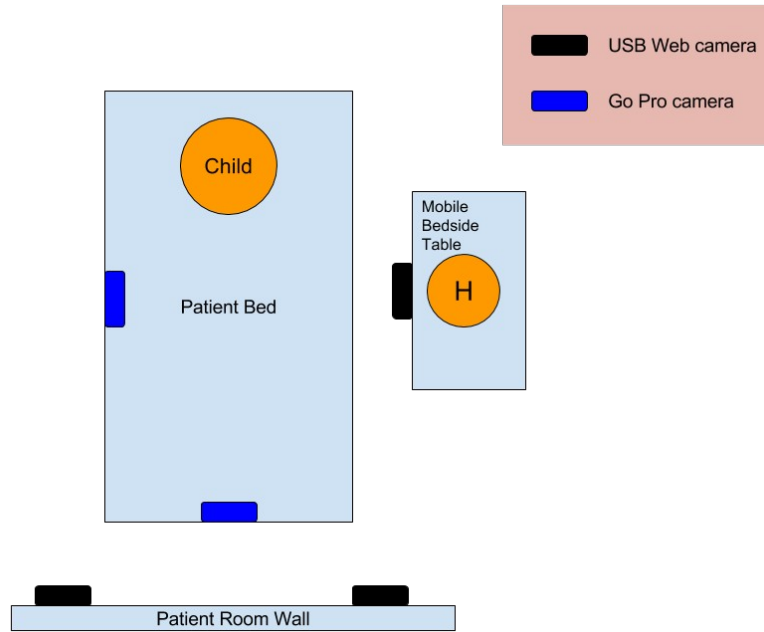 USB Web camera
Go Pro camera
Child
Mobile
Bedside
Table
H
Patient Bed
Patient Room Wall